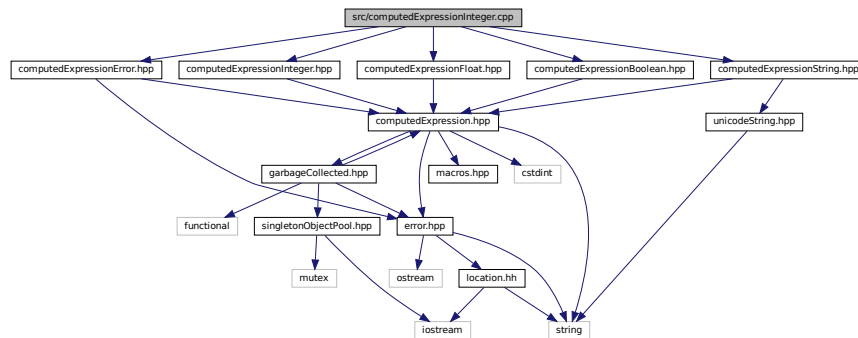 src/computedExpressionInteger.cpp
computedExpressionError.hpp
computedExpressionInteger.hpp
computedExpressionFloat.hpp
computedExpressionBoolean.hpp
computedExpressionString.hpp
computedExpression.hpp
unicodeString.hpp
garbageCollected.hpp
macros.hpp
cstdint
functional
singletonObjectPool.hpp
error.hpp
mutex
ostream
location.hh
iostream
string